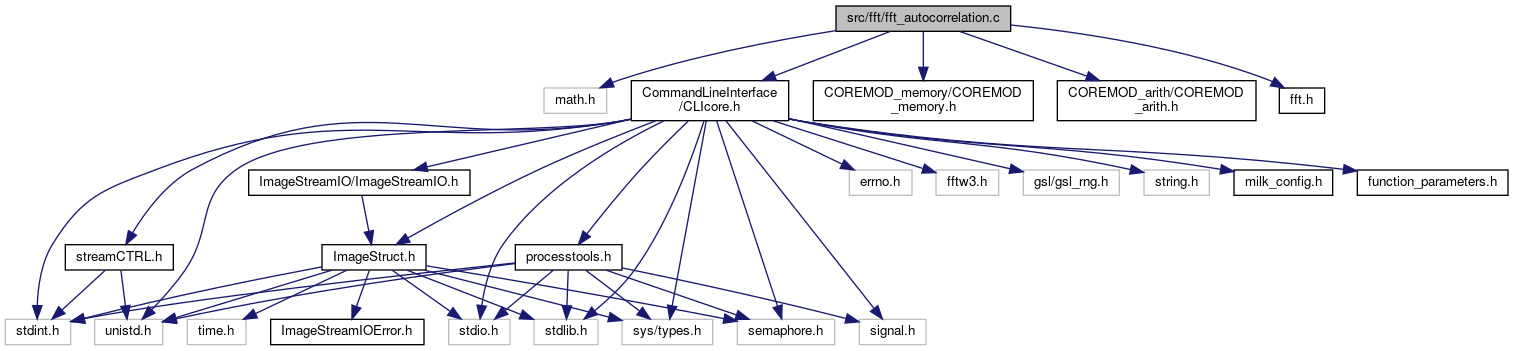 src/fft/fft_autocorrelation.c
math.h
CommandLineInterface
/CLIcore.h
COREMOD_memory/COREMOD
_memory.h
COREMOD_arith/COREMOD
_arith.h
fft.h
ImageStreamIO/ImageStreamIO.h
errno.h
fftw3.h
gsl/gsl_rng.h
string.h
milk_config.h
function_parameters.h
streamCTRL.h
ImageStruct.h
processtools.h
stdint.h
unistd.h
time.h
ImageStreamIOError.h
stdio.h
stdlib.h
sys/types.h
semaphore.h
signal.h